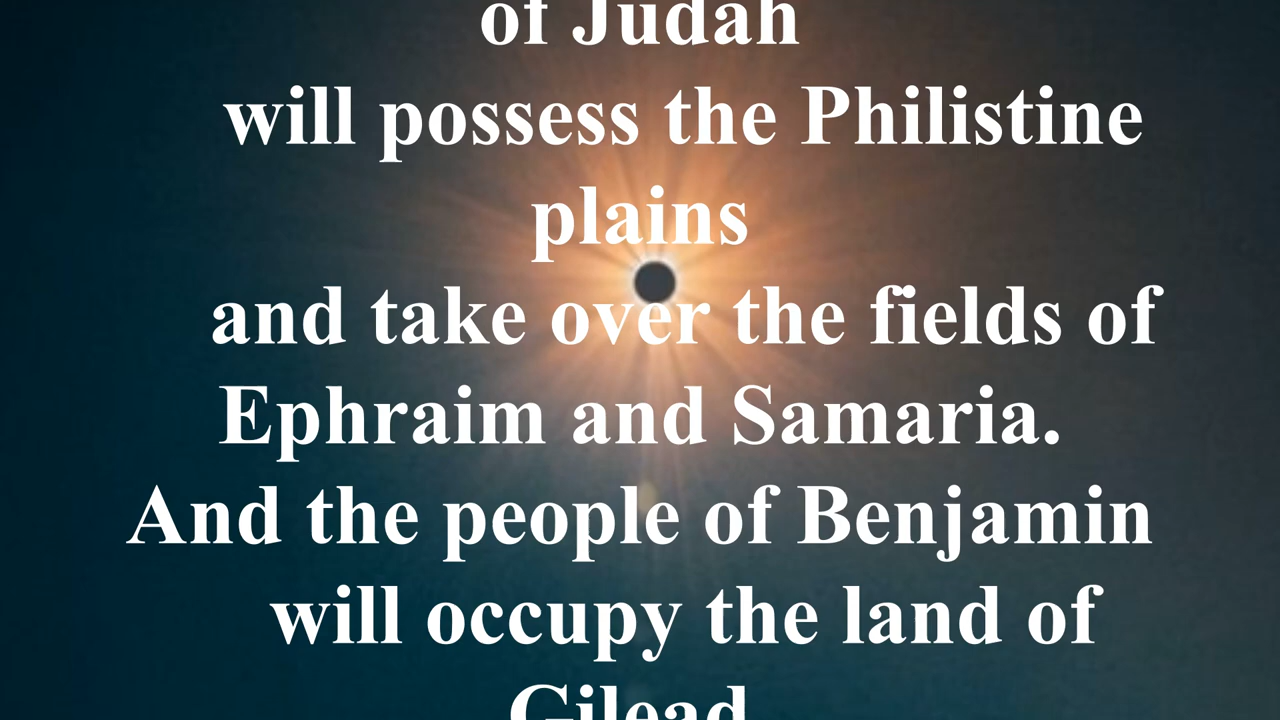 of Judah
will possess the Philistine
plains
and take over the fields of
Ephraim and Samaria.
And the people of Benjamin
will occupy the land of
Gilead